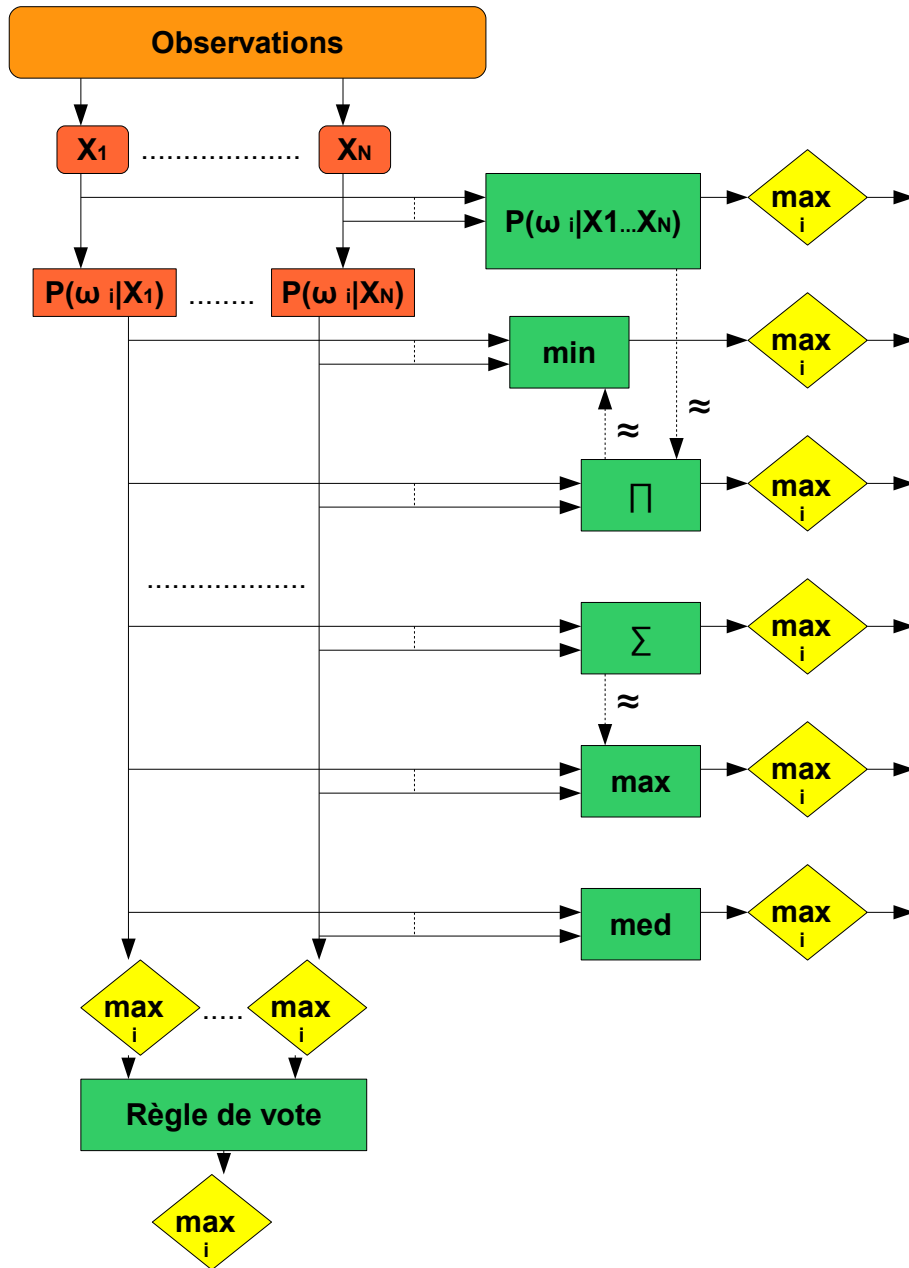 Observations
X1 ..................... XN
P(ω i|X1...XN) max i
P(ω i|X1) ........ P(ω i|XN)
min max i
≈ ≈
∏ max i
...................
∑ max i
≈
max max i
med max i
max i ..... max i
Règle de vote
max i